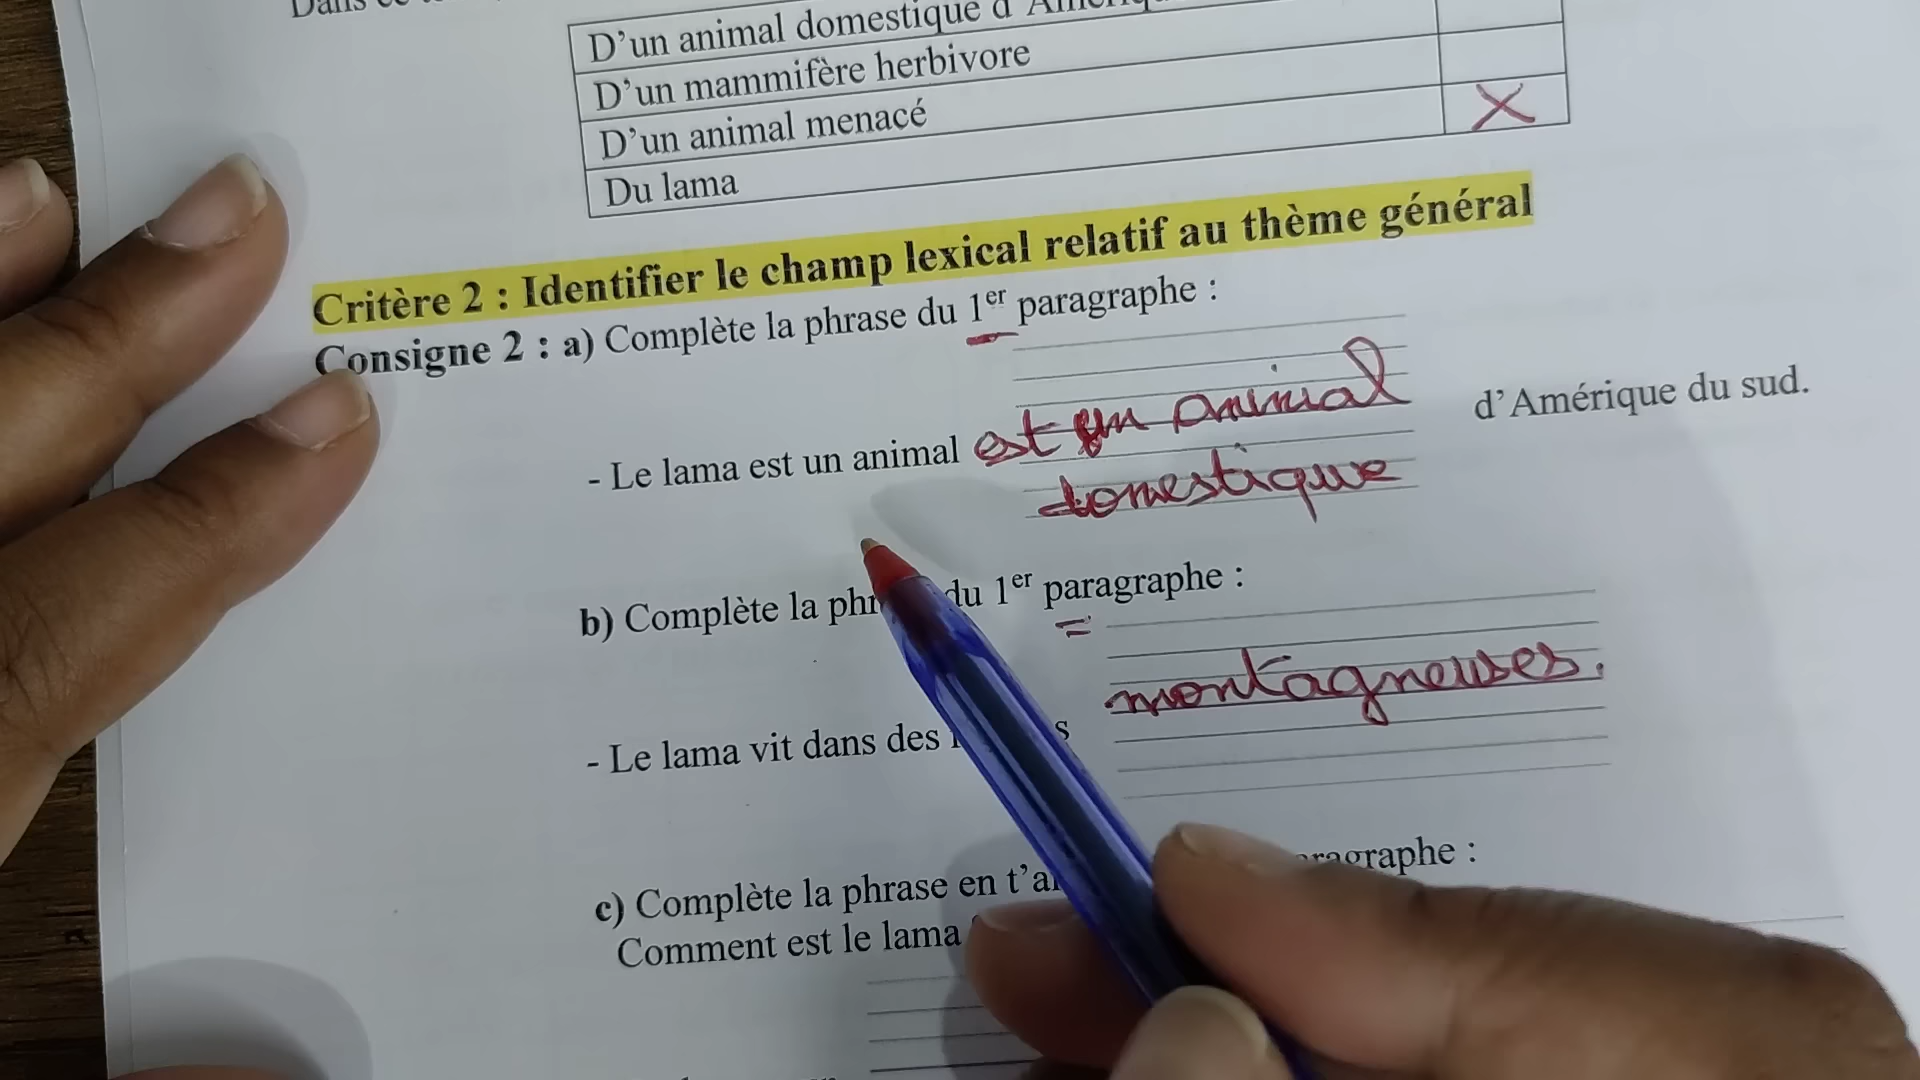 Dans ce
D'un animal domestique d'
D'un mammifère herbivore
D'un animal menacé
X
Du lama
Critère 2 : Identifier le champ lexical relatif au thème général
Consigne 2 : a) Complète la phrase du 1er paragraphe :
- Le lama est un animal est un animal d'Amérique du sud.
domestique
b) Complète la du 1er paragraphe :
- Le lama vit dans des montagneuses.
c) Complète la phrase en paragraphe :
Comment est le lama